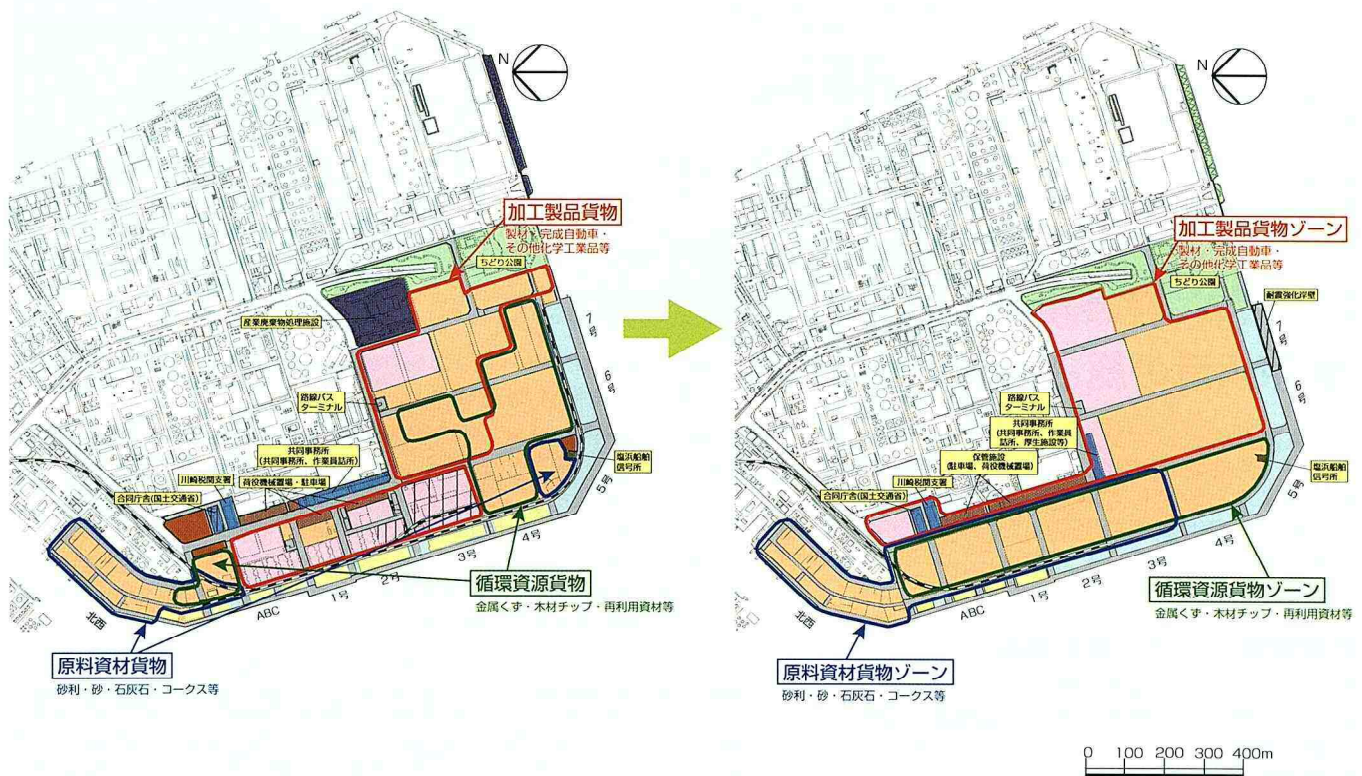 N
加工製品貨物
製材・完成自動車・
その他化学工業品等
ちどり公園
産業廃棄物処理施設
7号
6号
路線バス
ターミナル
共同事務所
(共同事務所、作業員詰所)
川崎税関支署
荷役機械置場・駐車場
合同庁舎(国土交通省)
塩浜船舶
信号所
5号
4号
3号
2号
1号
ABC
北西
循環資源貨物
金属くず・木材チップ・再利用資材等
原料資材貨物
砂利・砂・石灰石・コークス等
N
加工製品貨物ゾーン
製材・完成自動車・
その他化学工業品等
ちどり公園
耐震強化岸壁
7号
6号
路線バス
ターミナル
共同事務所
(共同事務所、作業員
詰所、厚生施設等)
保管施設
(駐車場、荷役機械置場)
川崎税関支署
合同庁舎(国土交通省)
塩浜船舶
信号所
5号
4号
3号
2号
1号
ABC
北西
循環資源貨物ゾーン
金属くず・木材チップ・再利用資材等
原料資材貨物ゾーン
砂利・砂・石灰石・コークス等
0 100 200 300 400m